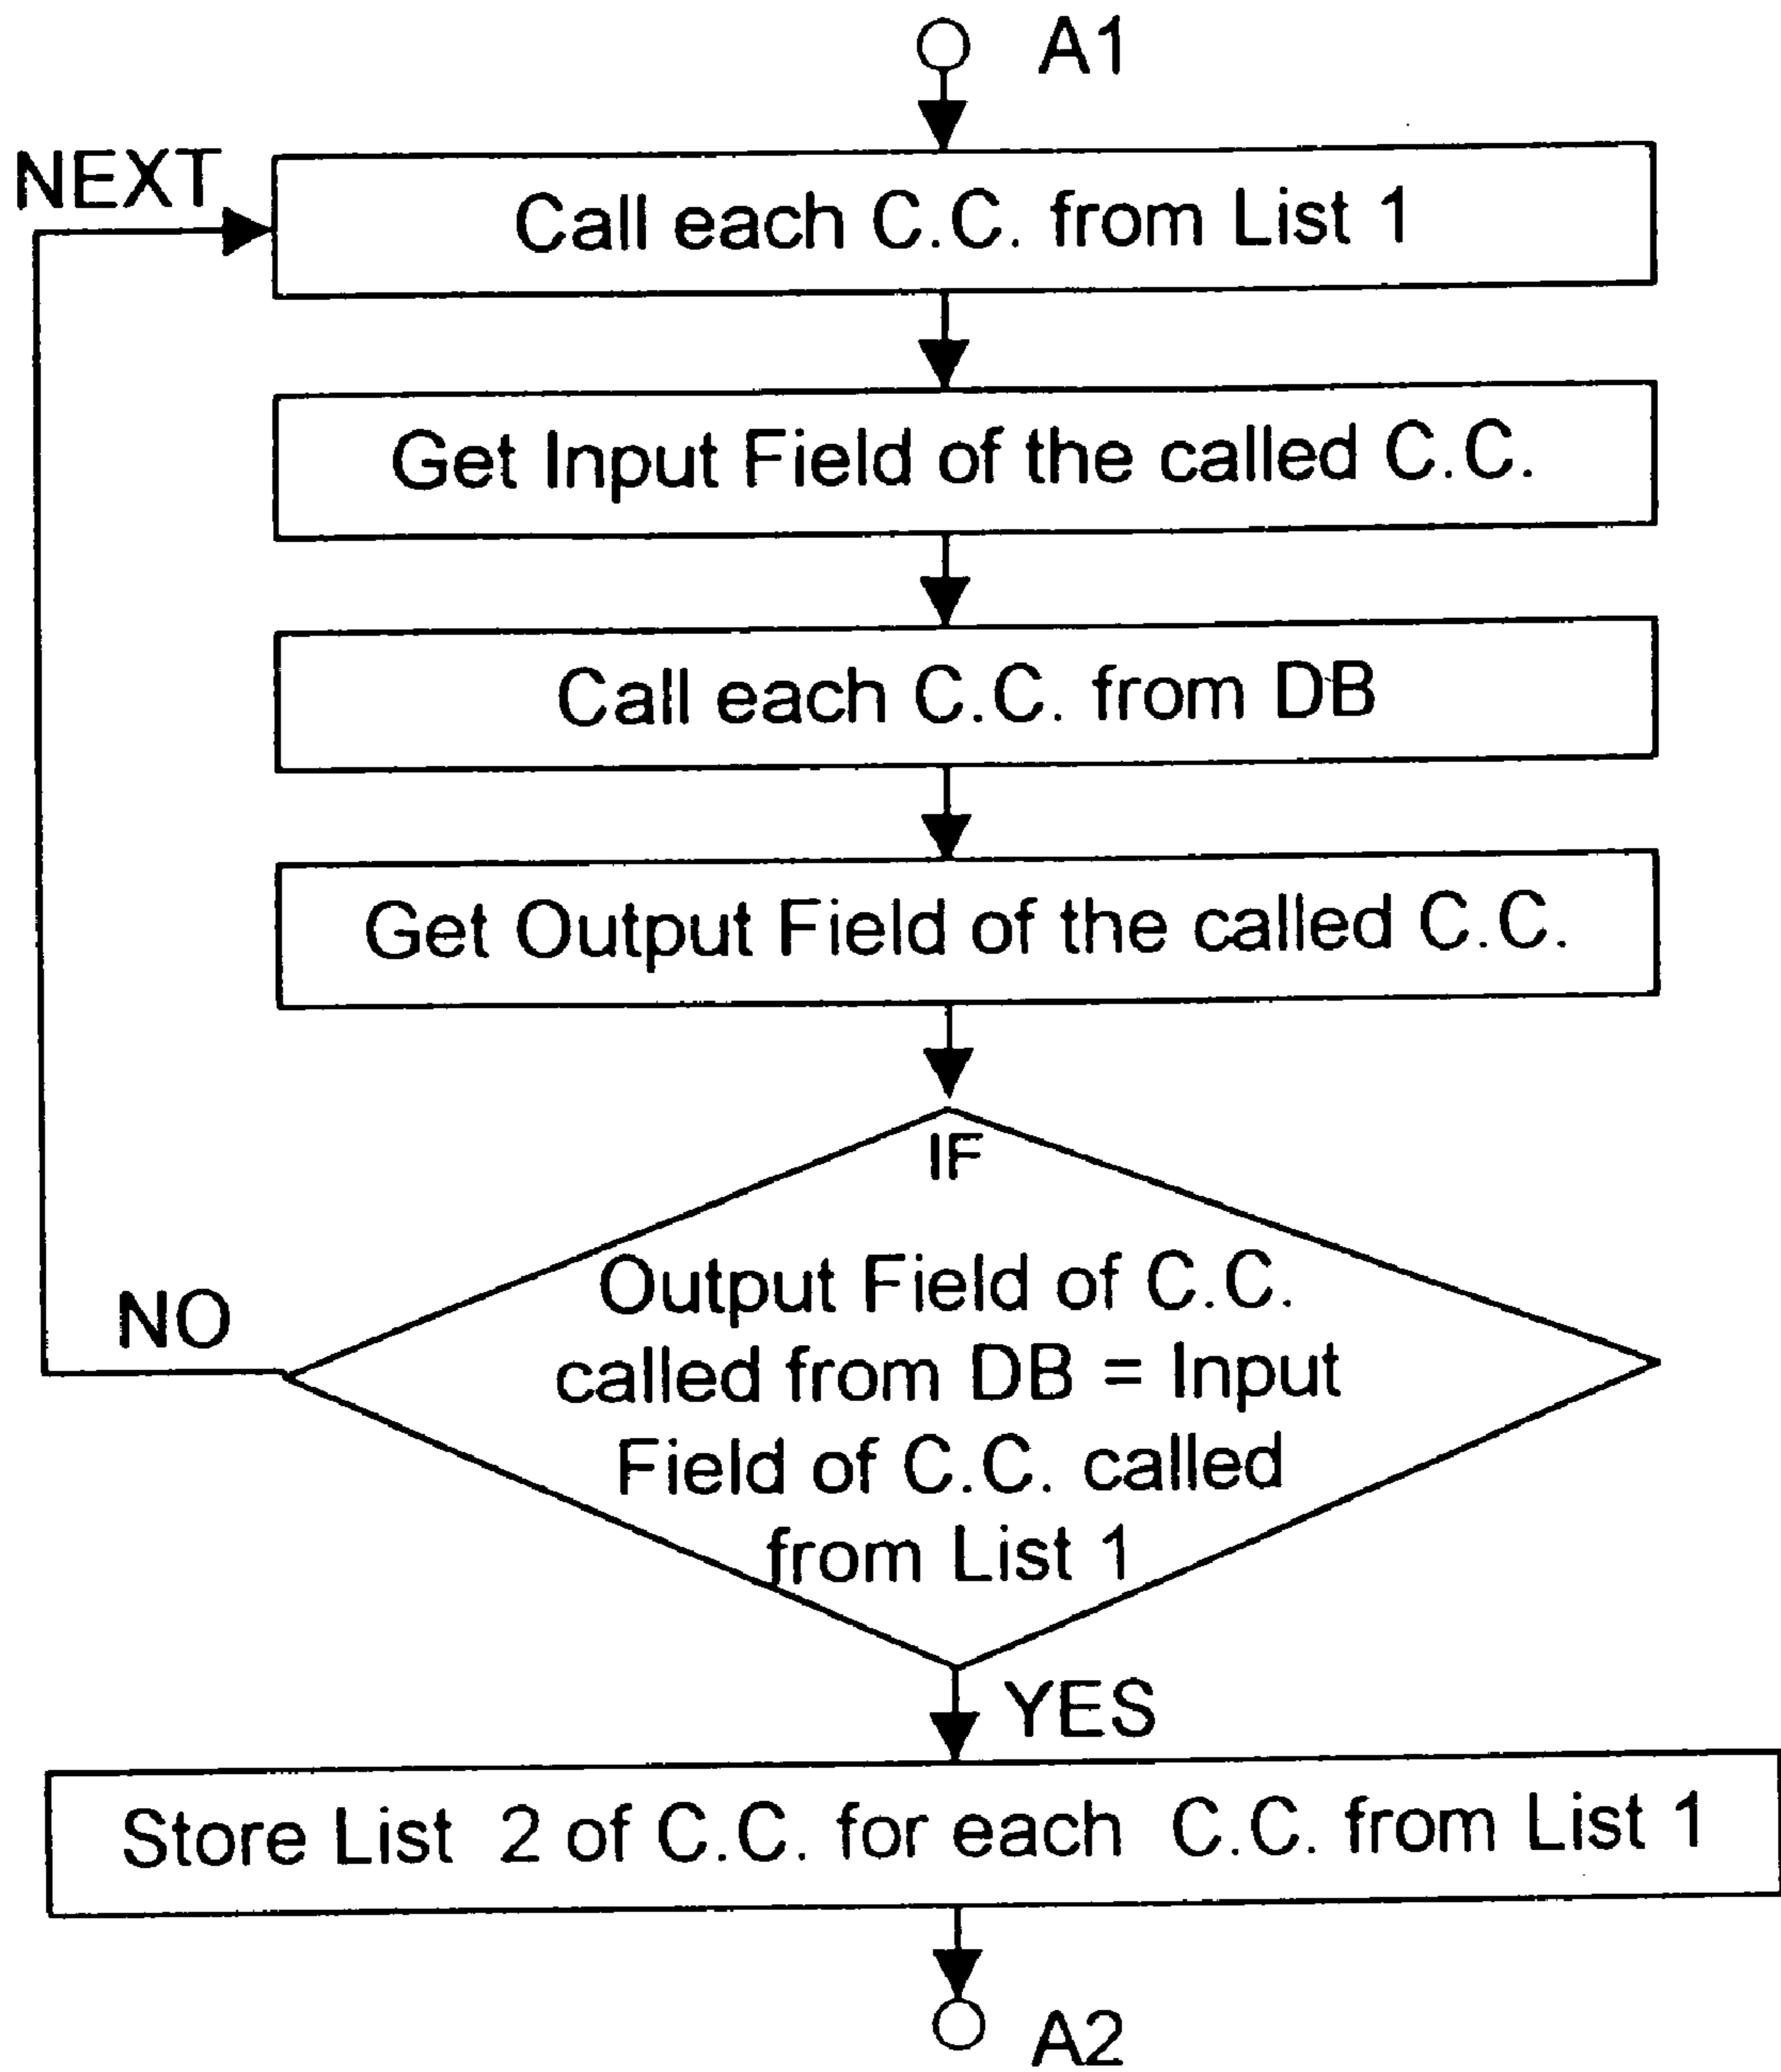 A1
NEXT
Call each C.C. from List 1
Get Input Field of the called C.C.
Call each C.C. from DB
Get Output Field of the called C.C.
IF
Output Field of C.C.
called from DB = Input
Field of C.C. called
from List 1
NO
YES
Store List 2 of C.C. for each C.C. from List 1
A2